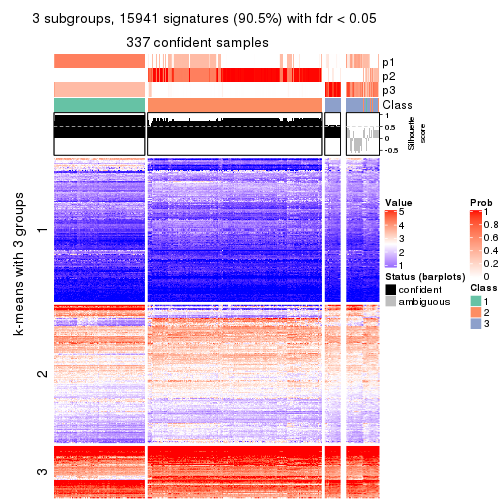 3 subgroups, 15941 signatures (90.5%) with fdr < 0.05
337 confident samples
p1
p2
p3
Class
1
0.5
0
-0.5
Silhouette
score
k-means with 3 groups
1
2
3
Value
5
4
3
2
1
Status (barplots)
confident
ambiguous
Prob
1
0.8
0.6
0.4
0.2
0
Class
1
2
3